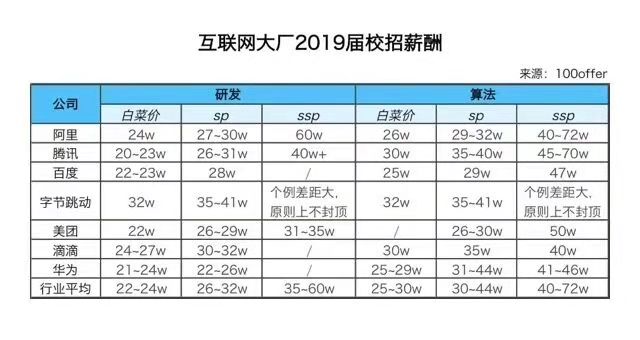 互联网大厂2019届校招薪酬
来源：100offer
公司 研发 算法
白菜价 sp ssp 白菜价 sp ssp
阿里 24w 27~30w 60w 26w 29~32w 40~72w
腾讯 20~23w 26~31w 40w+ 30w 35~40w 45~70w
百度 22~23w 28w / 25w 29w 47w
字节跳动 32w 35~41w 个例差距大，原则上不封顶 32w 35~41w 个例差距大，原则上不封顶
美团 22w 26~29w 31~35w / 26~30w 50w
滴滴 24~27w 30~32w / 30w 35w 40w
华为 21~24w 22~26w / 25~29w 31~44w 41~46w
行业平均 22~24w 26~32w 35~60w 25~30w 30~44w 40~72w